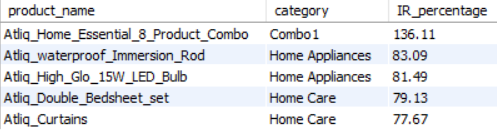 product_name category IR_percentage
Atliq_Home_Essential_8_Product_Combo Combo1 136.11
Atliq_waterproof_Immersion_Rod Home Appliances 83.09
Atliq_High_Glo_15W_LED_Bulb Home Appliances 81.49
Atliq_Double_Bedsheet_set Home Care 79.13
Atliq_Curtains Home Care 77.67